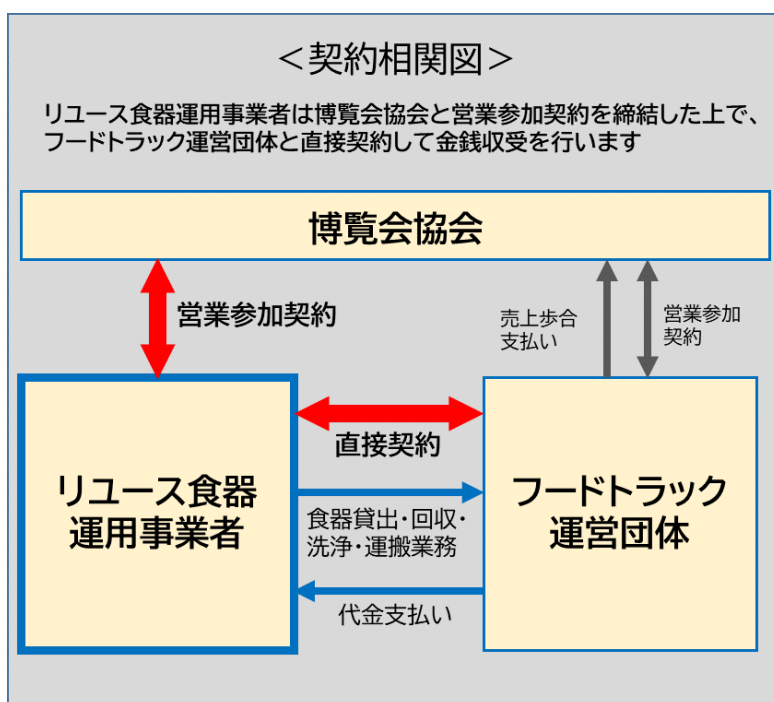 ＜契約相関図＞
リユース食器運用事業者は博覧会協会と営業参加契約を締結した上で、
フードトラック運営団体と直接契約して金銭収受を行います
博覧会協会
営業参加契約
売上歩合
支払い
営業参加
契約
直接契約
リユース食器
運用事業者
フードトラック
運営団体
食器貸出・回収・
洗浄・運搬業務
代金支払い